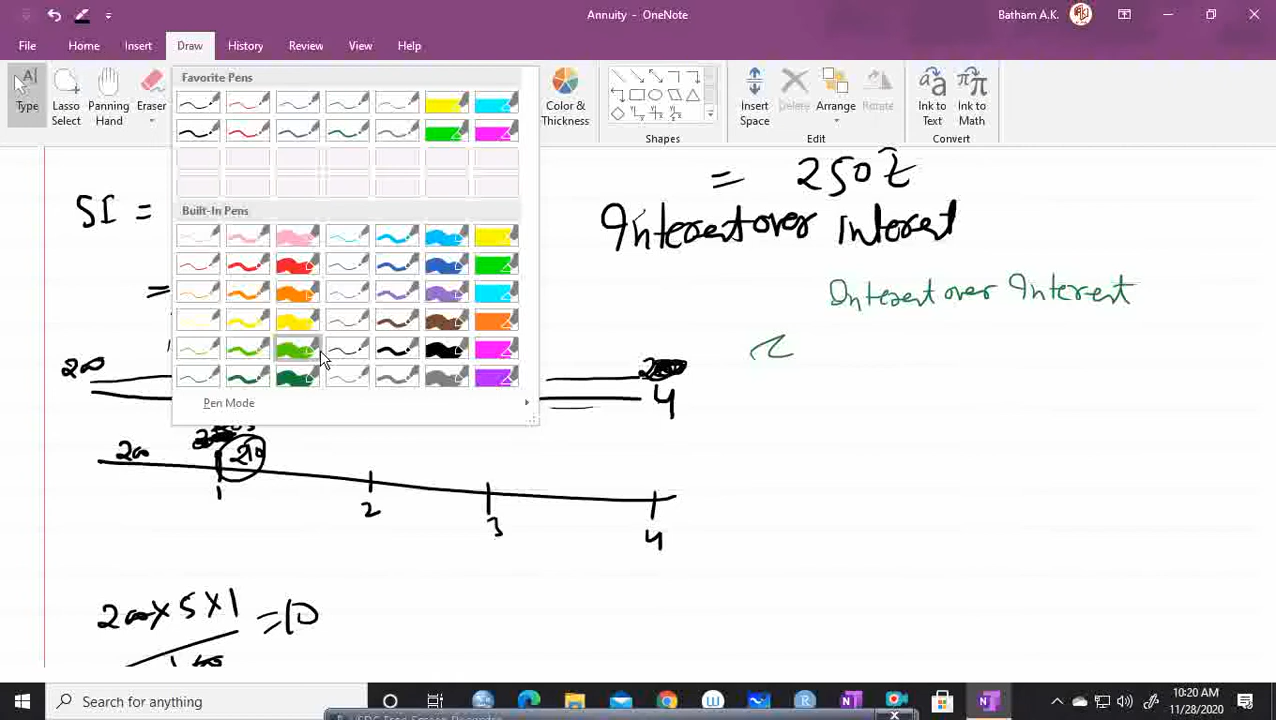 Annuity - OneNote
Batham A.K.
File Home Insert Draw History Review View Help
Type
Lasso Select
Panning Hand
Eraser
Favorite Pens
Built-In Pens
Pen Mode
Color & Thickness
Shapes
Insert Space
Delete
Arrange
Rotate
Edit
Ink to Text
Ink to Math
Convert
= 250
SI =
Interest over interest
Interest over Interest
=
200
4
200 210
1 2 3 4
200 x 5 x 1 = 10
100
Search for anything
10:20 AM
11/28/2020